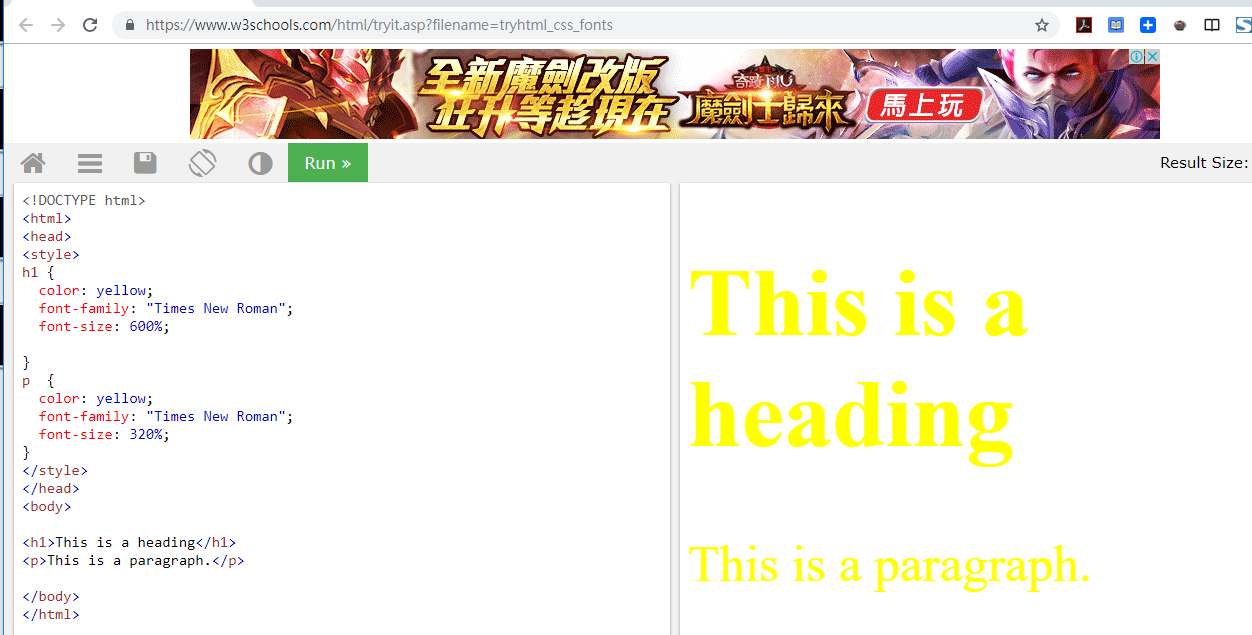 https://www.w3schools.com/html/tryit.asp?filename=tryhtml_css_fonts
全新魔劍改版
狂升等趁現在
奇蹟MU
魔劍士歸來
馬上玩
Run »
Result Size:
<!DOCTYPE html>
<html>
<head>
<style>
h1 {
  color: yellow;
  font-family: "Times New Roman";
  font-size: 600%;

}
p  {
  color: yellow;
  font-family: "Times New Roman";
  font-size: 320%;
}
</style>
</head>
<body>

<h1>This is a heading</h1>
<p>This is a paragraph.</p>

</body>
</html>
This is a
heading
This is a paragraph.